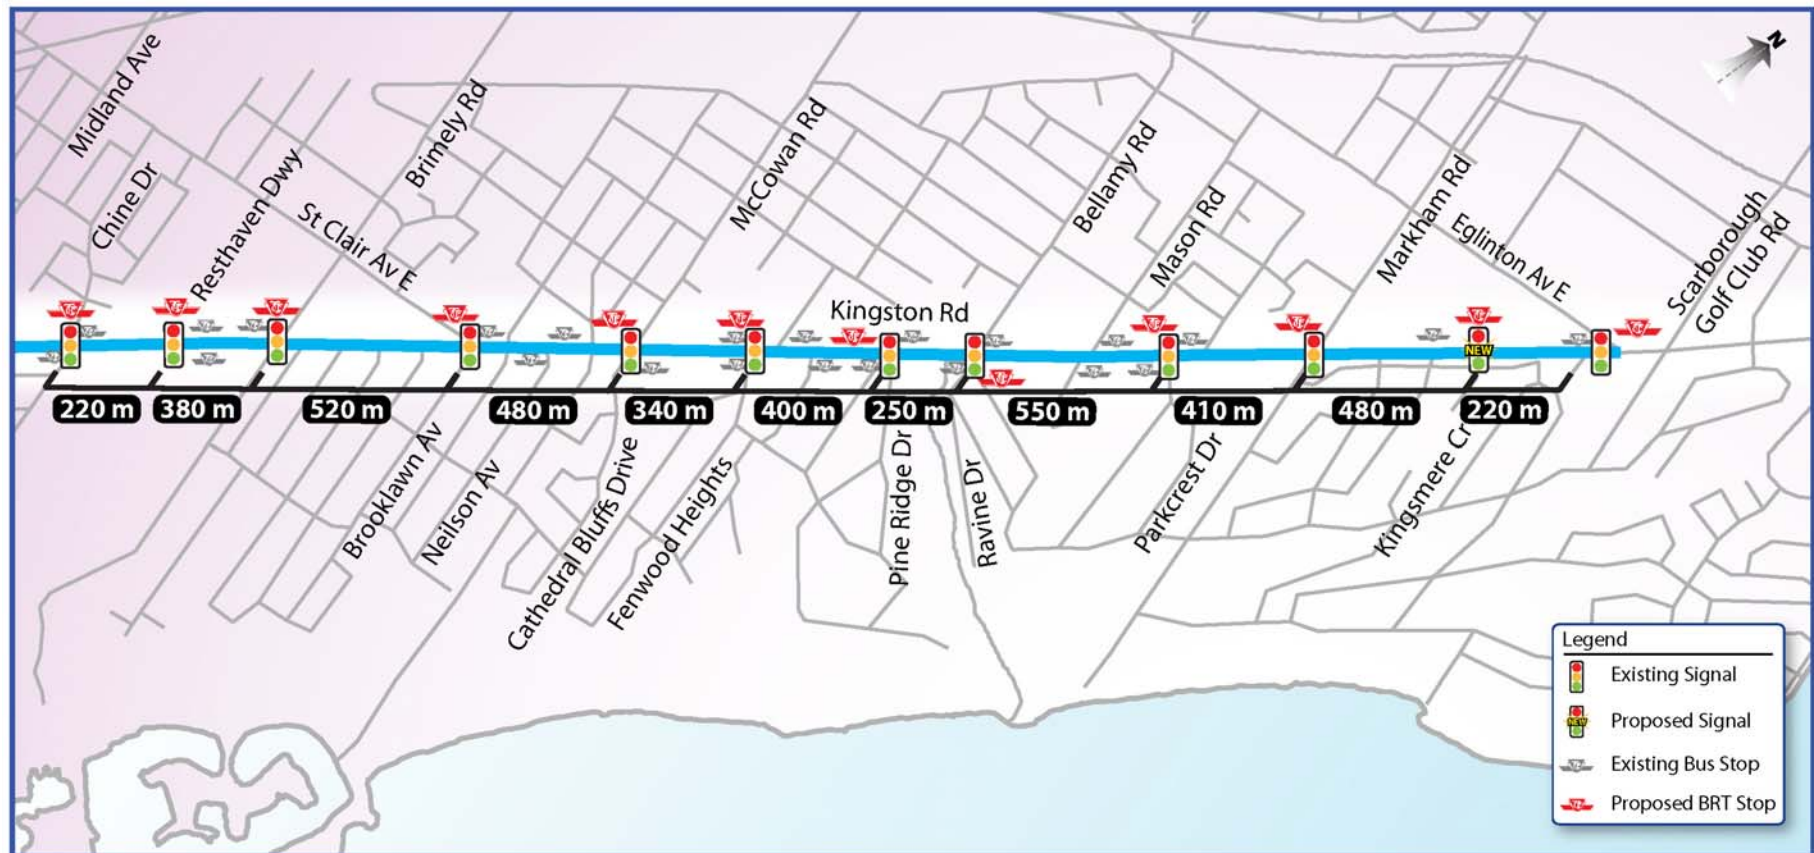 N
Midland Ave
Chine Dr
Resthaven Dwy
St Clair Av E
Brimely Rd
McCowan Rd
Kingston Rd
Bellamy Rd
Mason Rd
Markham Rd
Eglinton Av E
Scarborough
Golf Club Rd
NEW
220 m
380 m
520 m
480 m
340 m
400 m
250 m
550 m
410 m
480 m
220 m
Brooklawn Av
Neilson Av
Cathedral Bluffs Drive
Fenwood Heights
Pine Ridge Dr
Ravine Dr
Parkcrest Dr
Kingsmere Cr
Legend
Existing Signal
NEW
Proposed Signal
Existing Bus Stop
Proposed BRT Stop